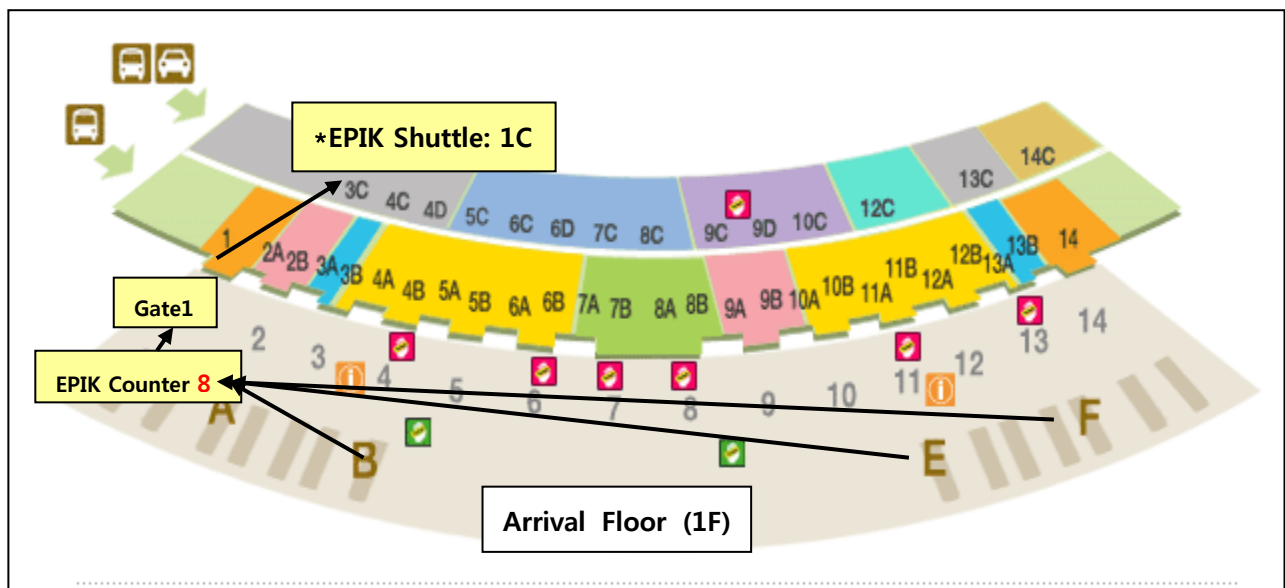 *EPIK Shuttle: 1C
3C 4C 4D 5C 6C 6D 7C 8C 9C 9D 10C 12C 13C 14C
1 2A 2B 3A 3B 4A 4B 5A 5B 6A 6B 7A 7B 8A 8B 9A 9B 10A 10B 11A 11B 12A 12B 13A 13B 14
Gate1
2 3 4 5 6 7 8 9 10 11 12 13 14
EPIK Counter 8
A B E F
Arrival Floor (1F)